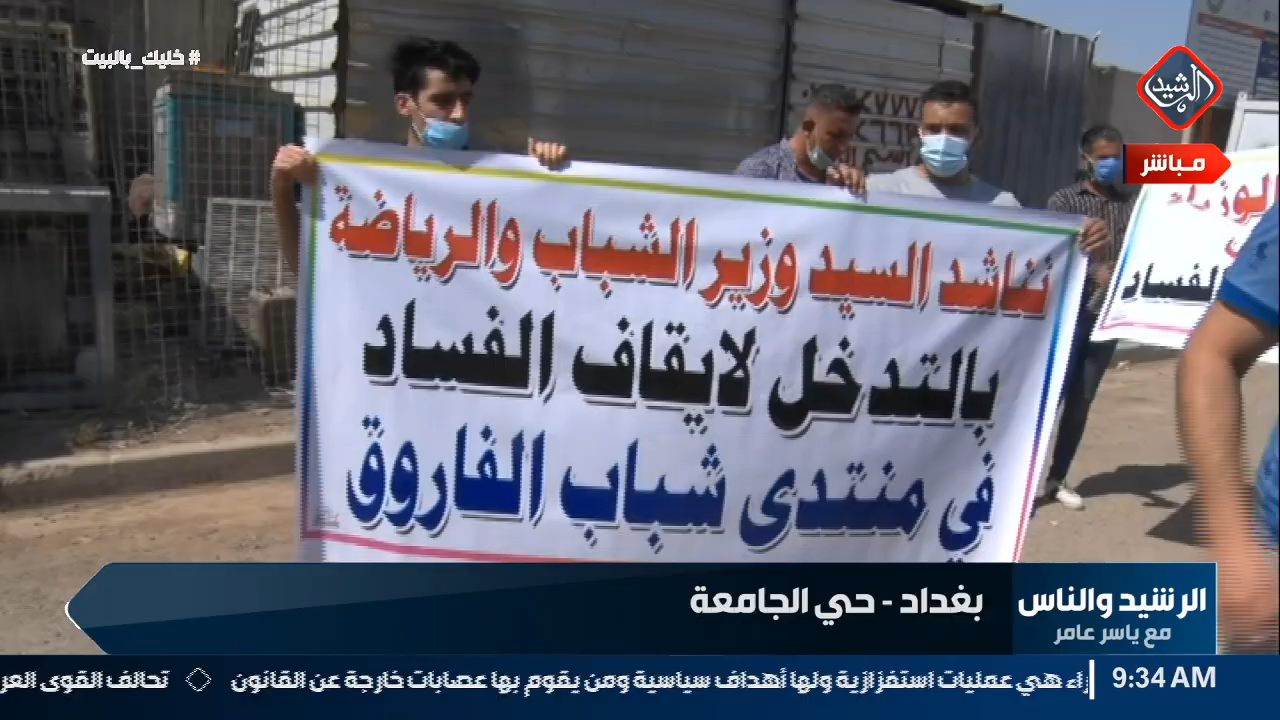 # خليك_بالبيت
الرشيد
مباشر
نناشد السيد وزير الشباب والرياضة
بالتدخل لايقاف الفساد
في منتدى شباب الفاروق
الفساد
الرشيد والناس
مع ياسر عامر
بغداد - حي الجامعة
9:34 AM
هي عمليات استفزازية ولها أهداف سياسية ومن يقوم بها عصابات خارجة عن القانون ◇ تحالف القوى